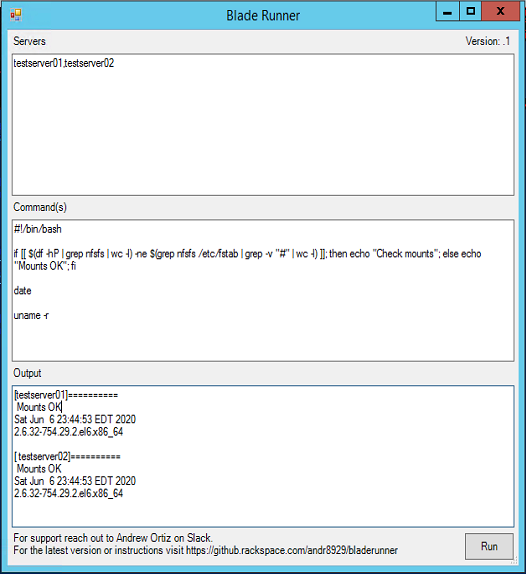 Blade Runner
Servers Version: .1
testserver01,testserver02
Command(s)
#!/bin/bash
if [[ $(df -hP | grep nfsfs | wc -l) -ne $(grep nfsfs /etc/fstab | grep -v "#" | wc -l) ]]; then echo "Check mounts"; else echo
"Mounts OK"; fi
date
uname -r
Output
[testserver01]==========
Mounts OK
Sat Jun 6 23:44:53 EDT 2020
2.6.32-754.29.2.el6.x86_64
[ testserver02]==========
Mounts OK
Sat Jun 6 23:44:53 EDT 2020
2.6.32-754.29.2.el6.x86_64
For support reach out to Andrew Ortiz on Slack.
For the latest version or instructions visit https://github.rackspace.com/andr8929/bladerunner
Run